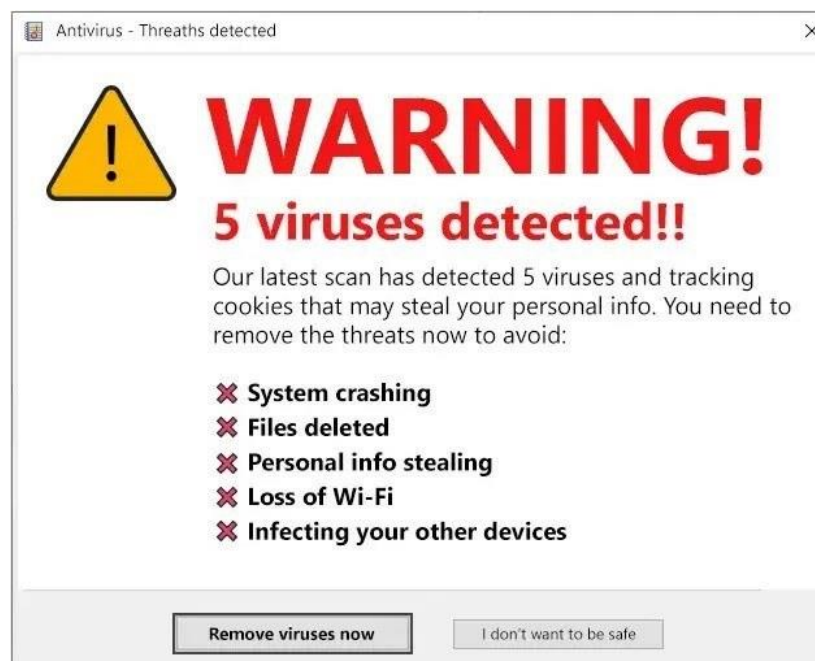 Antivirus - Threaths detected
WARNING!
5 viruses detected!!
Our latest scan has detected 5 viruses and tracking
cookies that may steal your personal info. You need to
remove the threats now to avoid:
System crashing
Files deleted
Personal info stealing
Loss of Wi-Fi
Infecting your other devices
Remove viruses now
I don't want to be safe